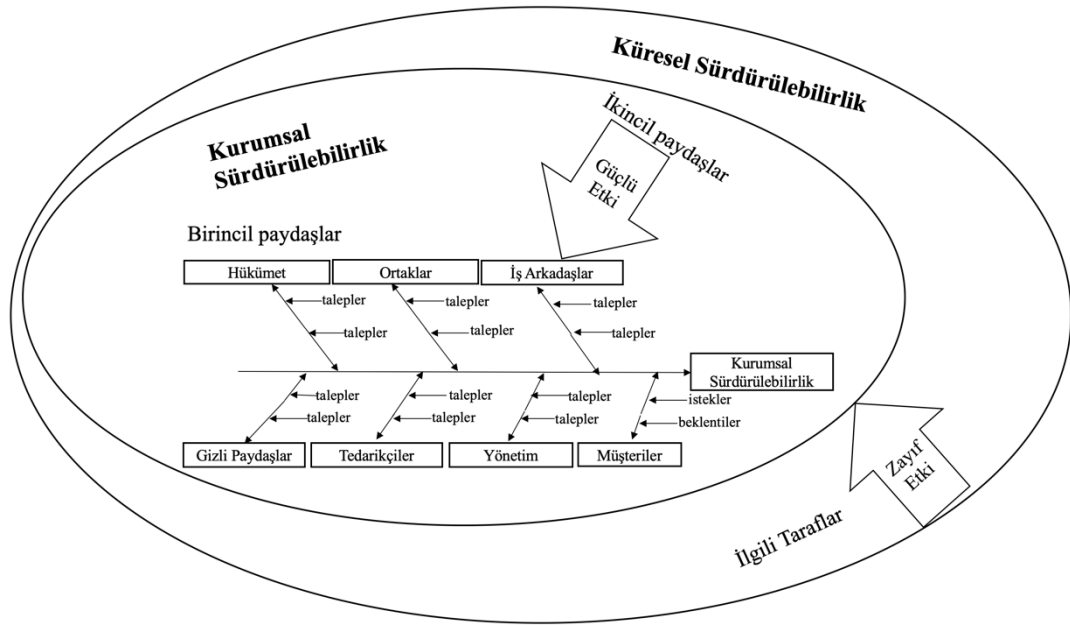 Küresel Sürdürülebilirlik
Kurumsal
Sürdürülebilirlik
İkincil paydaşlar
Güçlü
Etki
Birincil paydaşlar
Hükümet
Ortaklar
İş Arkadaşlar
talepler
talepler
talepler
talepler
talepler
talepler
Kurumsal
Sürdürülebilirlik
talepler
talepler
talepler
istekler
talepler
talepler
talepler
beklentiler
Gizli Paydaşlar
Tedarikçiler
Yönetim
Müşteriler
Zayıf
Etki
İlgili Taraflar